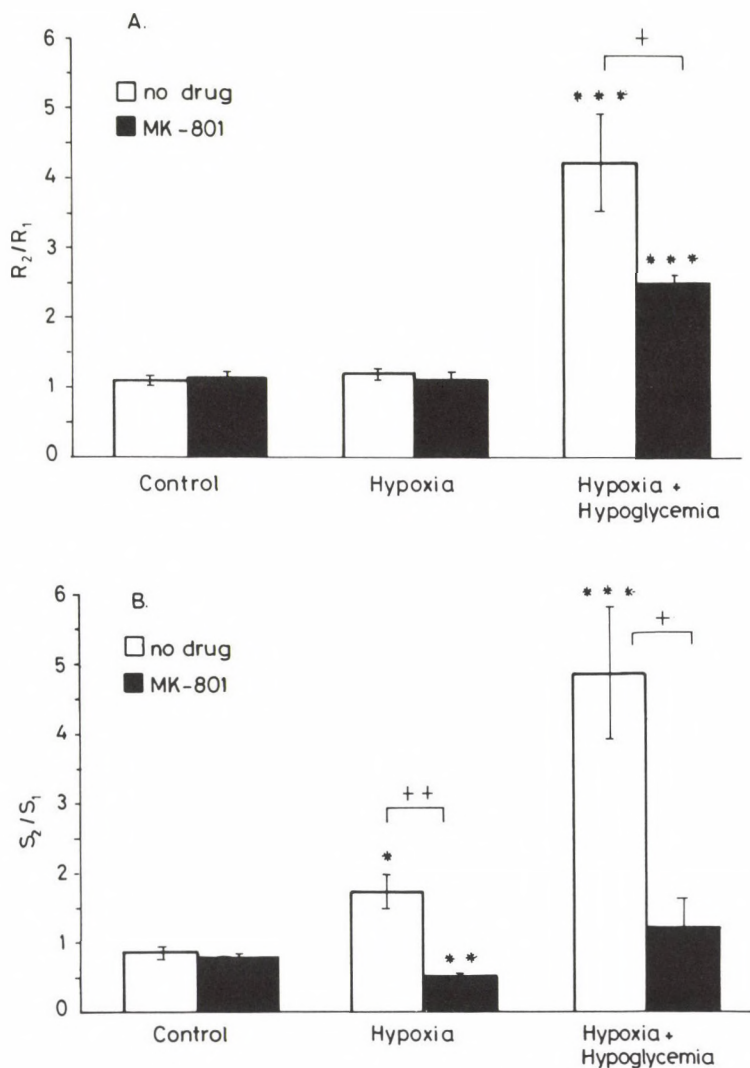 A.
6
5
4
3
2
1
0
R₂/R₁
no drug
MK-801
+
* * *
* * *
Control
Hypoxia
Hypoxia +
Hypoglycemia
B.
6
5
4
3
2
1
0
S₂/S₁
no drug
MK-801
+ +
*
* *
* * *
+
Control
Hypoxia
Hypoxia +
Hypoglycemia